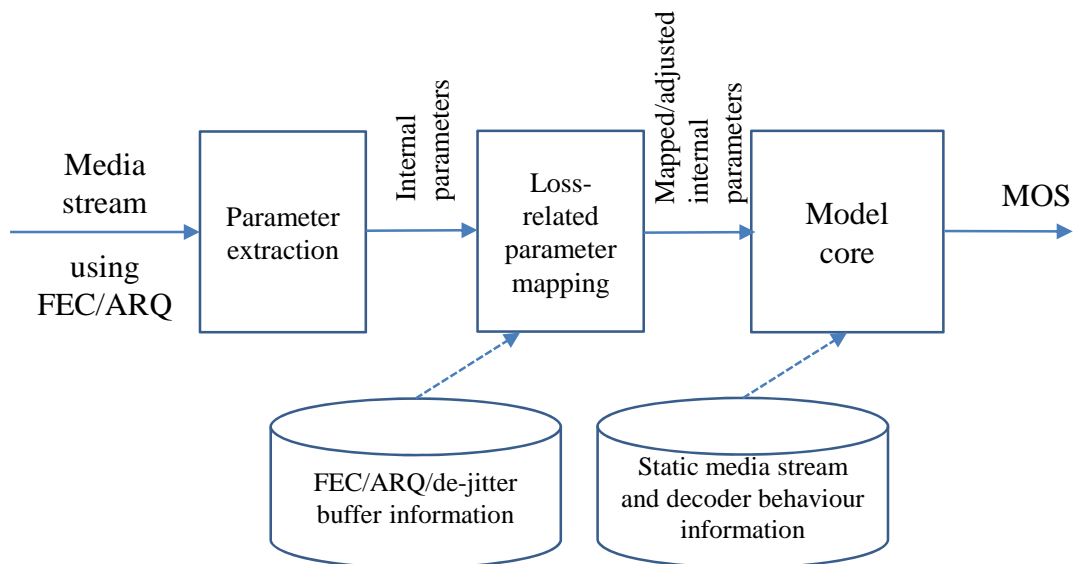 Media
stream
using
FEC/ARQ
Parameter
extraction
Internal
parameters
Loss-
related
parameter
mapping
Mapped/adjusted
internal
parameters
Model
core
MOS
FEC/ARQ/de-jitter
buffer information
Static media stream
and decoder behaviour
information